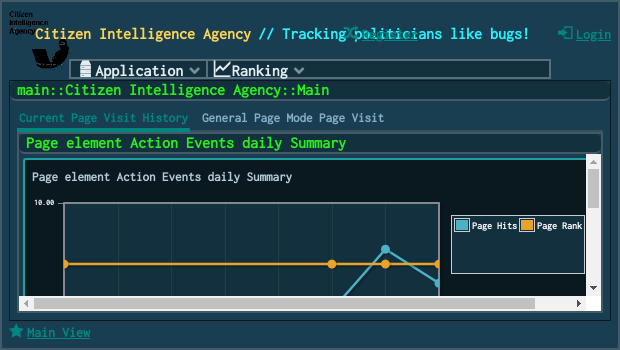 Citizen
Intelligence
Agency
Citizen Intelligence Agency // Tracking politicians like bugs!
Register
Login
Application
Ranking
main::Citizen Intelligence Agency::Main
Current Page Visit History
General Page Mode Page Visit
Page element Action Events daily Summary
Page element Action Events daily Summary
10.00
Page Hits
Page Rank
Main View